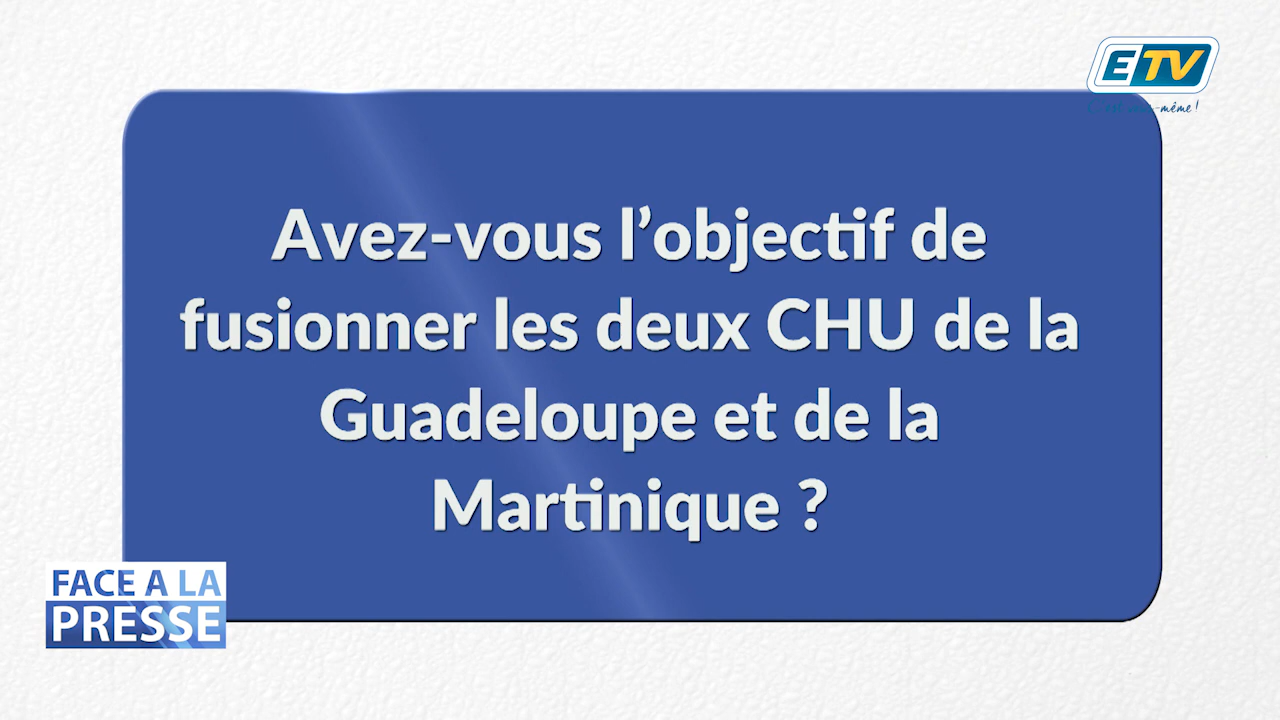 ETV
Avez-vous l’objectif de
fusionner les deux CHU de la
Guadeloupe et de la
Martinique ?
FACE A LA
PRESSE